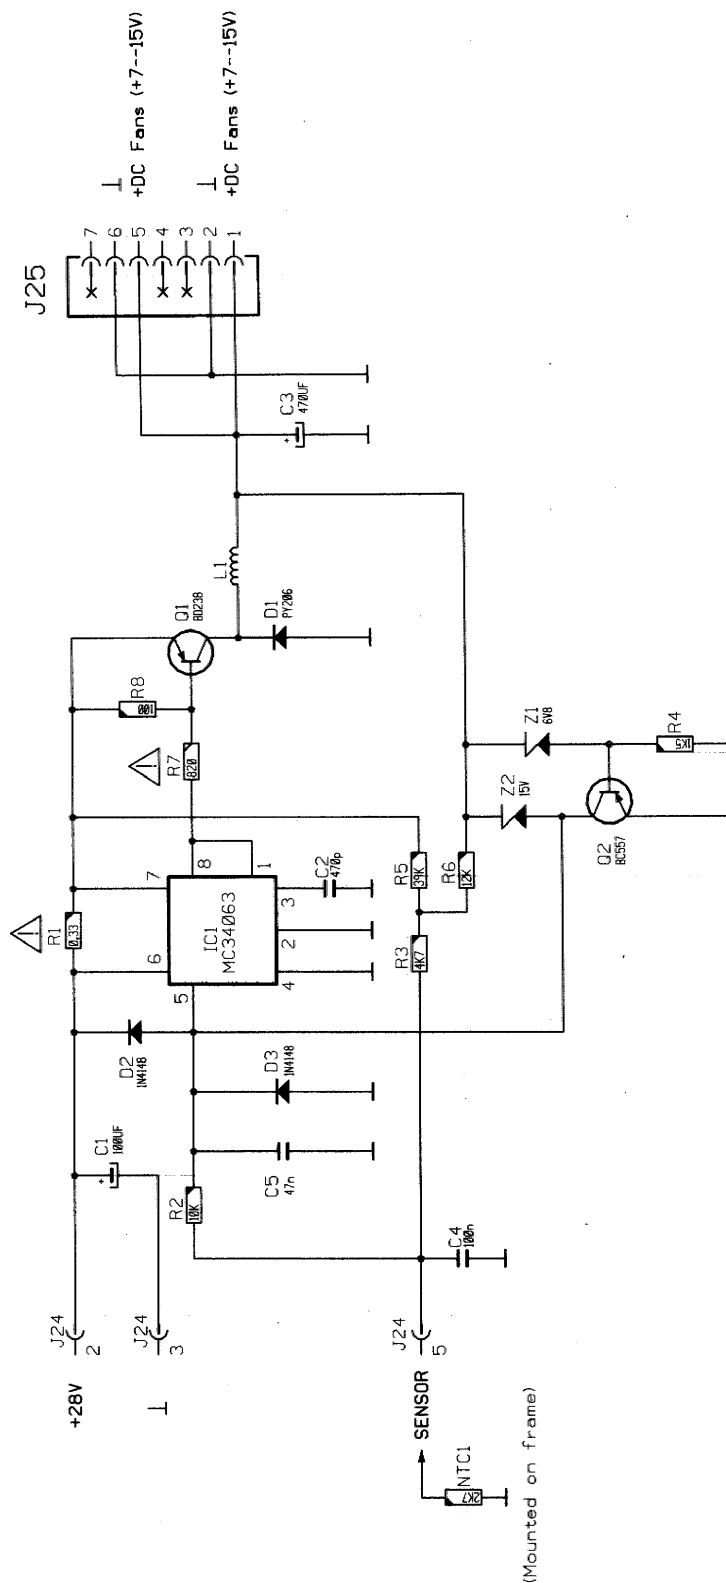 +28V
J24
2
J24
3
⊥
C1
100UF
+
D2
1N4148
R1
0,33
6
7
5
8
1
4
2
3
IC1
MC34063
R2
10K
C5
47n
D3
1N4148
C2
470p
R7
820
R8
100
Q1
BD238
D1
PY206
L1
C3
470UF
+
J25
7
6
5
4
3
2
1
⊥
+DC Fans (+7--15V)
⊥
+DC Fans (+7--15V)
SENSOR
J24
5
NTC1
2K7
(Mounted on frame)
C4
100n
R3
4K7
R5
39K
R6
12K
Z2
15V
Z1
6V8
Q2
BC557
R4
1K5